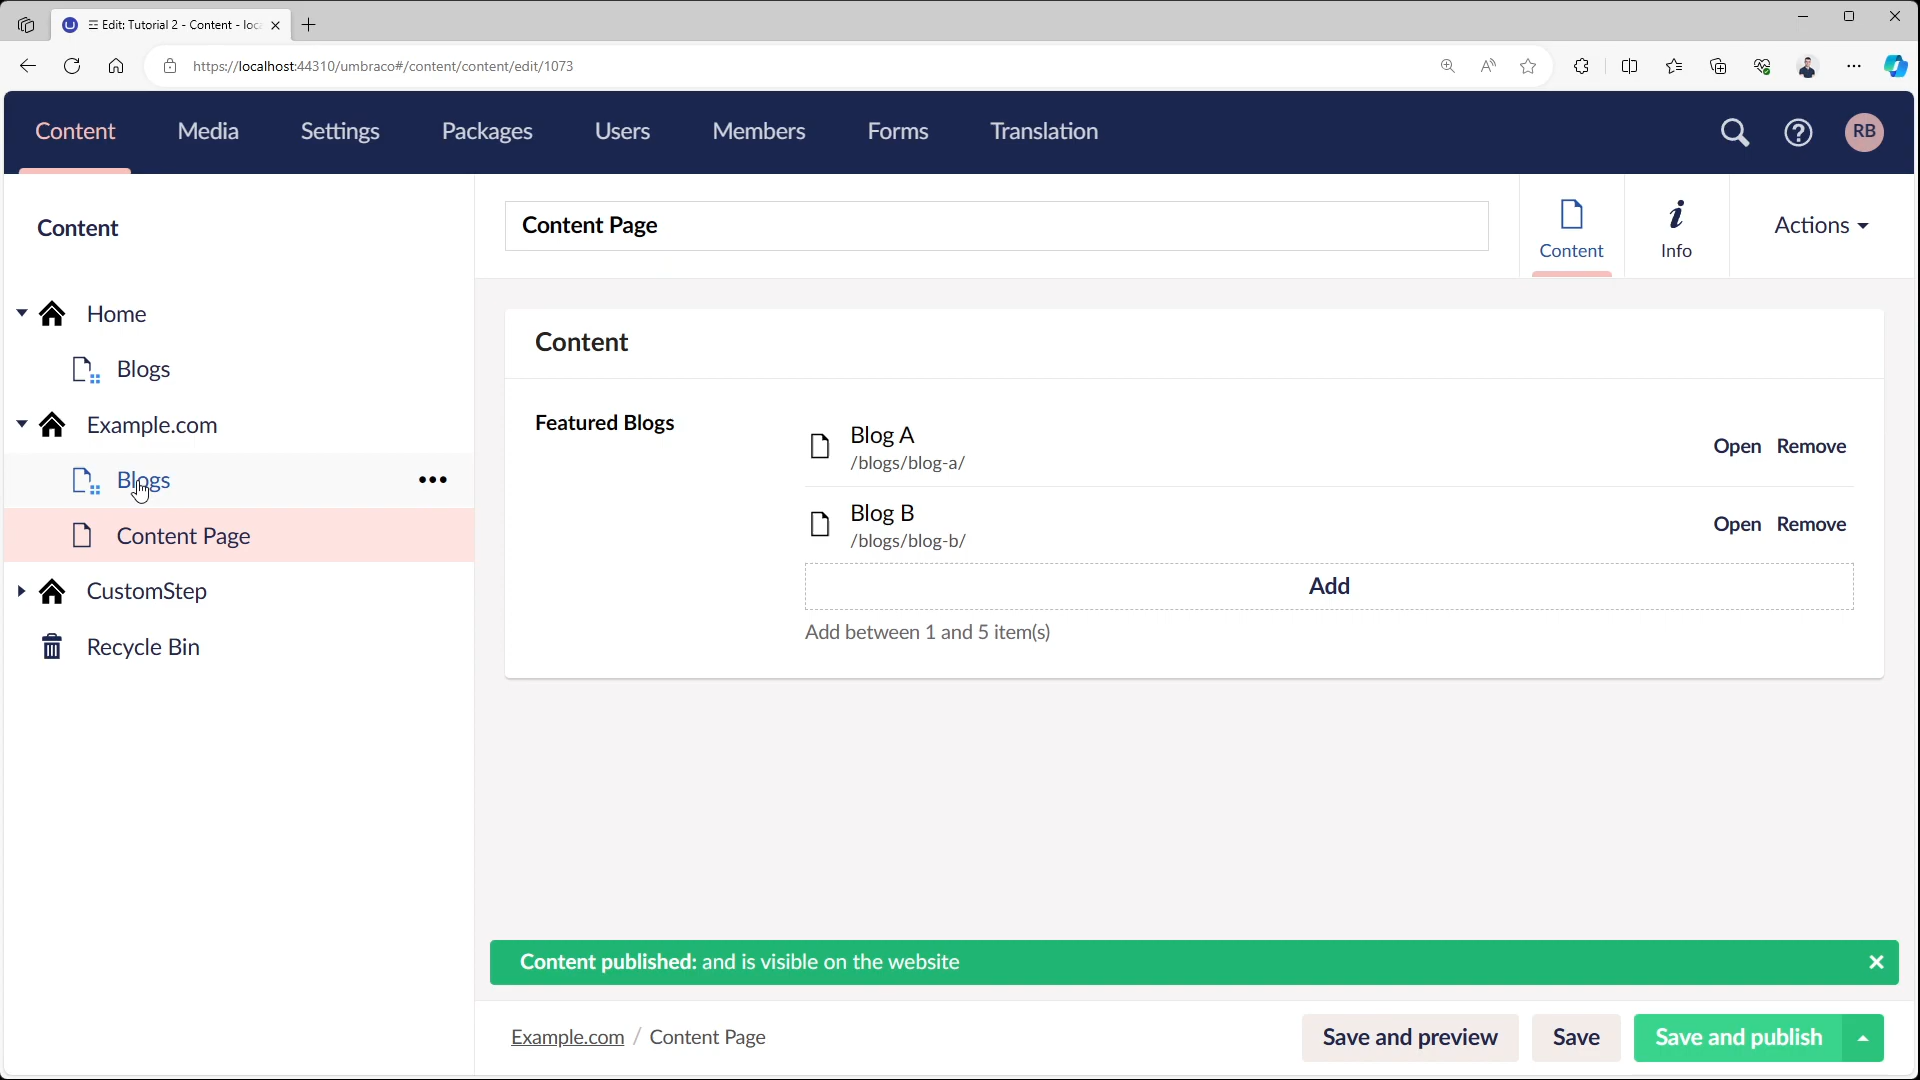 Edit: Tutorial 2 - Content - loc
https://localhost:44310/umbraco#/content/content/edit/1073
Content Media Settings Packages Users Members Forms Translation RB
Content
Home
Blogs
Example.com
Blogs
Content Page
CustomStep
Recycle Bin
Content Page
Content
Info
Actions
Content
Featured Blogs
Blog A
/blogs/blog-a/
Open Remove
Blog B
/blogs/blog-b/
Open Remove
Add
Add between 1 and 5 item(s)
Content published: and is visible on the website
Example.com / Content Page
Save and preview Save Save and publish